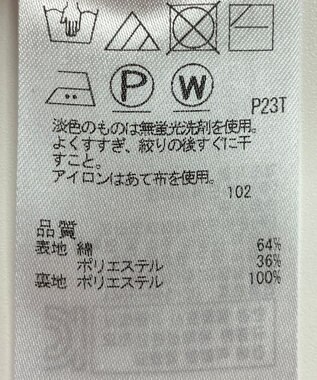 P W
P23T
淡色のものは無蛍光洗剤を使用。
よくすすぎ、絞りの後すぐに干
すこと。
アイロンはあて布を使用。
102
品質
表地 綿 64%
ポリエステル 36%
裏地 ポリエステル 100%